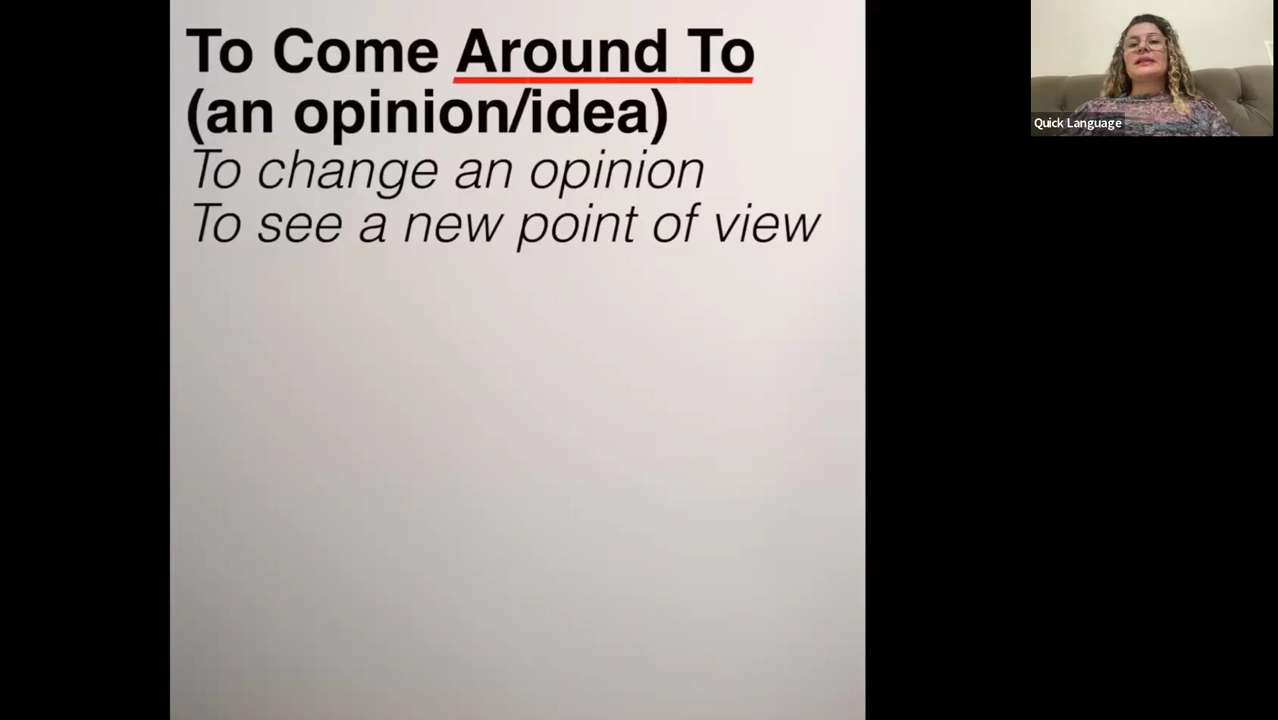 To Come Around To
(an opinion/idea)
To change an opinion
To see a new point of view
Quick Language